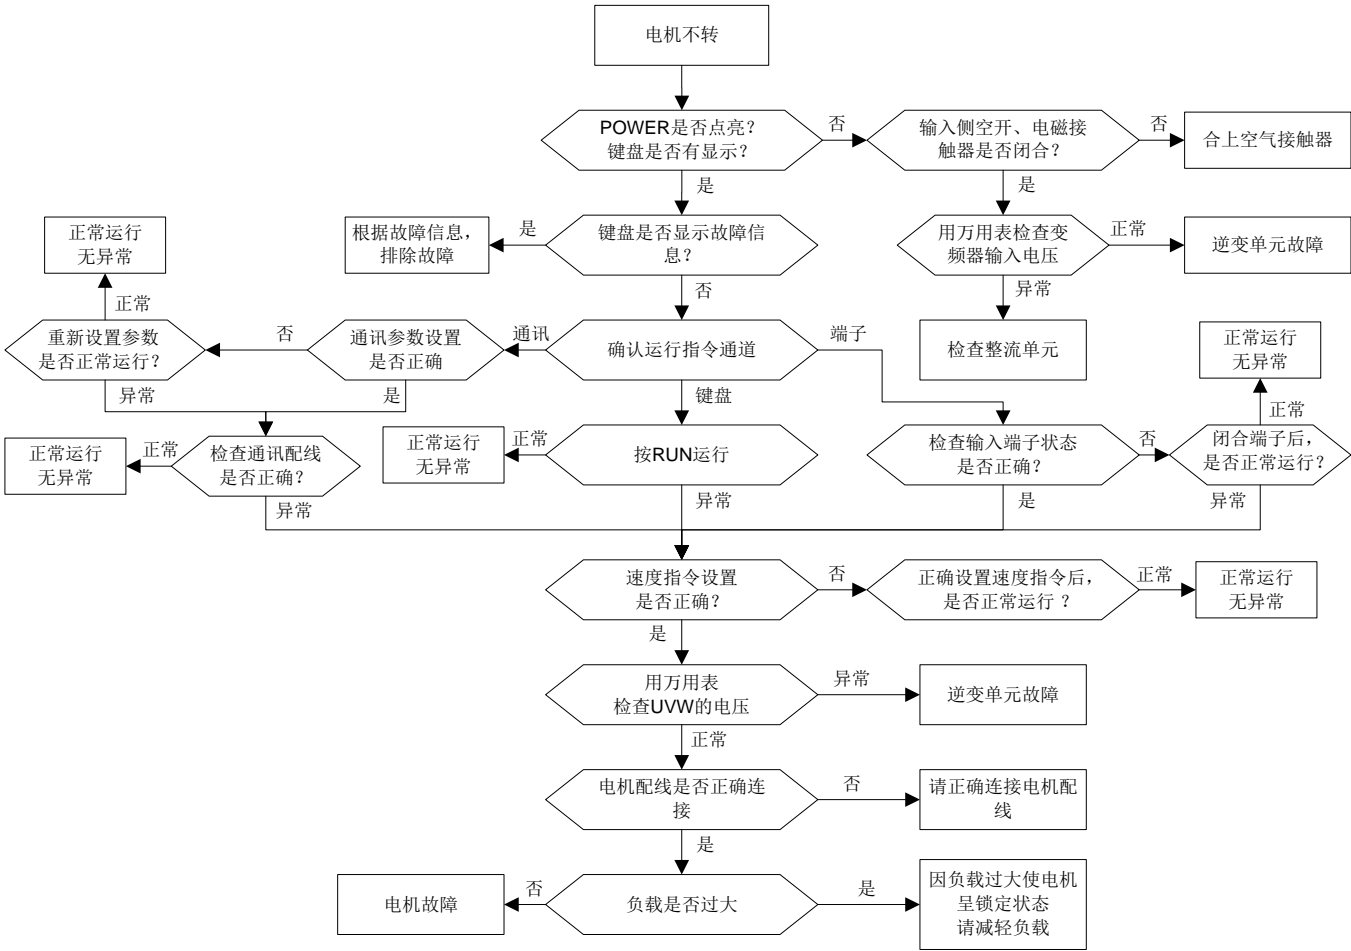 电机不转
POWER是否点亮？
键盘是否有显示？
否
输入侧空开、电磁接
触器是否闭合？
否
合上空气接触器
是
是
正常运行
无异常
根据故障信息，
排除故障
是
键盘是否显示故障信
息？
用万用表检查变
频器输入电压
正常
逆变单元故障
正常
否
异常
重新设置参数
是否正常运行？
否
通讯参数设置
是否正确
通讯
确认运行指令通道
端子
检查整流单元
正常运行
无异常
异常
是
键盘
正常
正常运行
无异常
正常
检查通讯配线
是否正确？
正常运行
无异常
正常
按RUN运行
检查输入端子状态
是否正确？
否
闭合端子后，
是否正常运行？
异常
异常
是
异常
速度指令设置
是否正确？
否
正确设置速度指令后，
是否正常运行 ？
正常
正常运行
无异常
是
用万用表
检查UVW的电压
异常
逆变单元故障
正常
电机配线是否正确连
接
否
请正确连接电机配
线
是
电机故障
否
负载是否过大
是
因负载过大使电机
呈锁定状态
请减轻负载